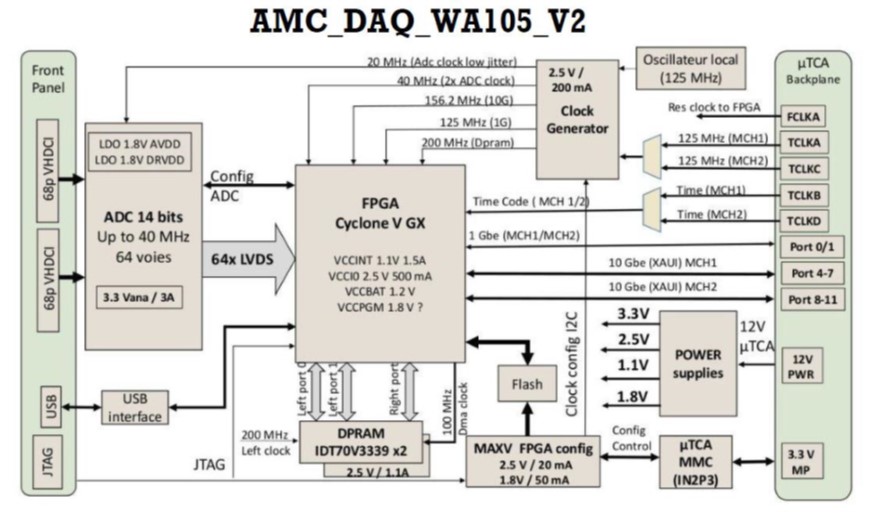 AMC_DAQ_WA105_V2
Front
Panel
68p VHDCI
68p VHDCI
USB
JTAG
LDO 1.8V AVDD
LDO 1.8V DRVDD
ADC 14 bits
Up to 40 MHz
64 voies
3.3 Vana / 3A
20 MHz (Adc clock low jitter)
40 MHz (2x ADC clock)
156.2 MHz (10G)
125 MHz (1G)
200 MHz (Dpram)
2.5 V /
200 mA
Clock
Generator
Oscillateur local
(125 MHz)
µTCA
Backplane
Res clock to FPGA
FCLKA
125 MHz (MCH1)
TCLKA
125 MHz (MCH2)
TCLKC
Time (MCH1)
TCLKB
Time (MCH2)
TCLKD
Config
ADC
64x LVDS
FPGA
Cyclone V GX
VCCINT 1.1V 1.5A
VCCI0 2.5 V 500 mA
VCCBAT 1.2 V
VCCPGM 1.8 V ?
Time Code ( MCH 1/2)
1 Gbe (MCH1/MCH2)
Port 0/1
10 Gbe (XAUI) MCH1
Port 4-7
10 Gbe (XAUI) MCH2
Port 8-11
Clock config I2C
3.3V
2.5V
1.1V
1.8V
POWER
supplies
12V
µTCA
12V
PWR
USB
interface
Left port 0
Left port 1
Right port
100 MHz
Dma clock
Flash
200 MHz
Left clock
DPRAM
IDT70V3339 x2
2.5 V / 1.1A
JTAG
MAXV FPGA config
2.5 V / 20 mA
1.8V / 50 mA
Config
Control
µTCA
MMC
(IN2P3)
3.3 V
MP